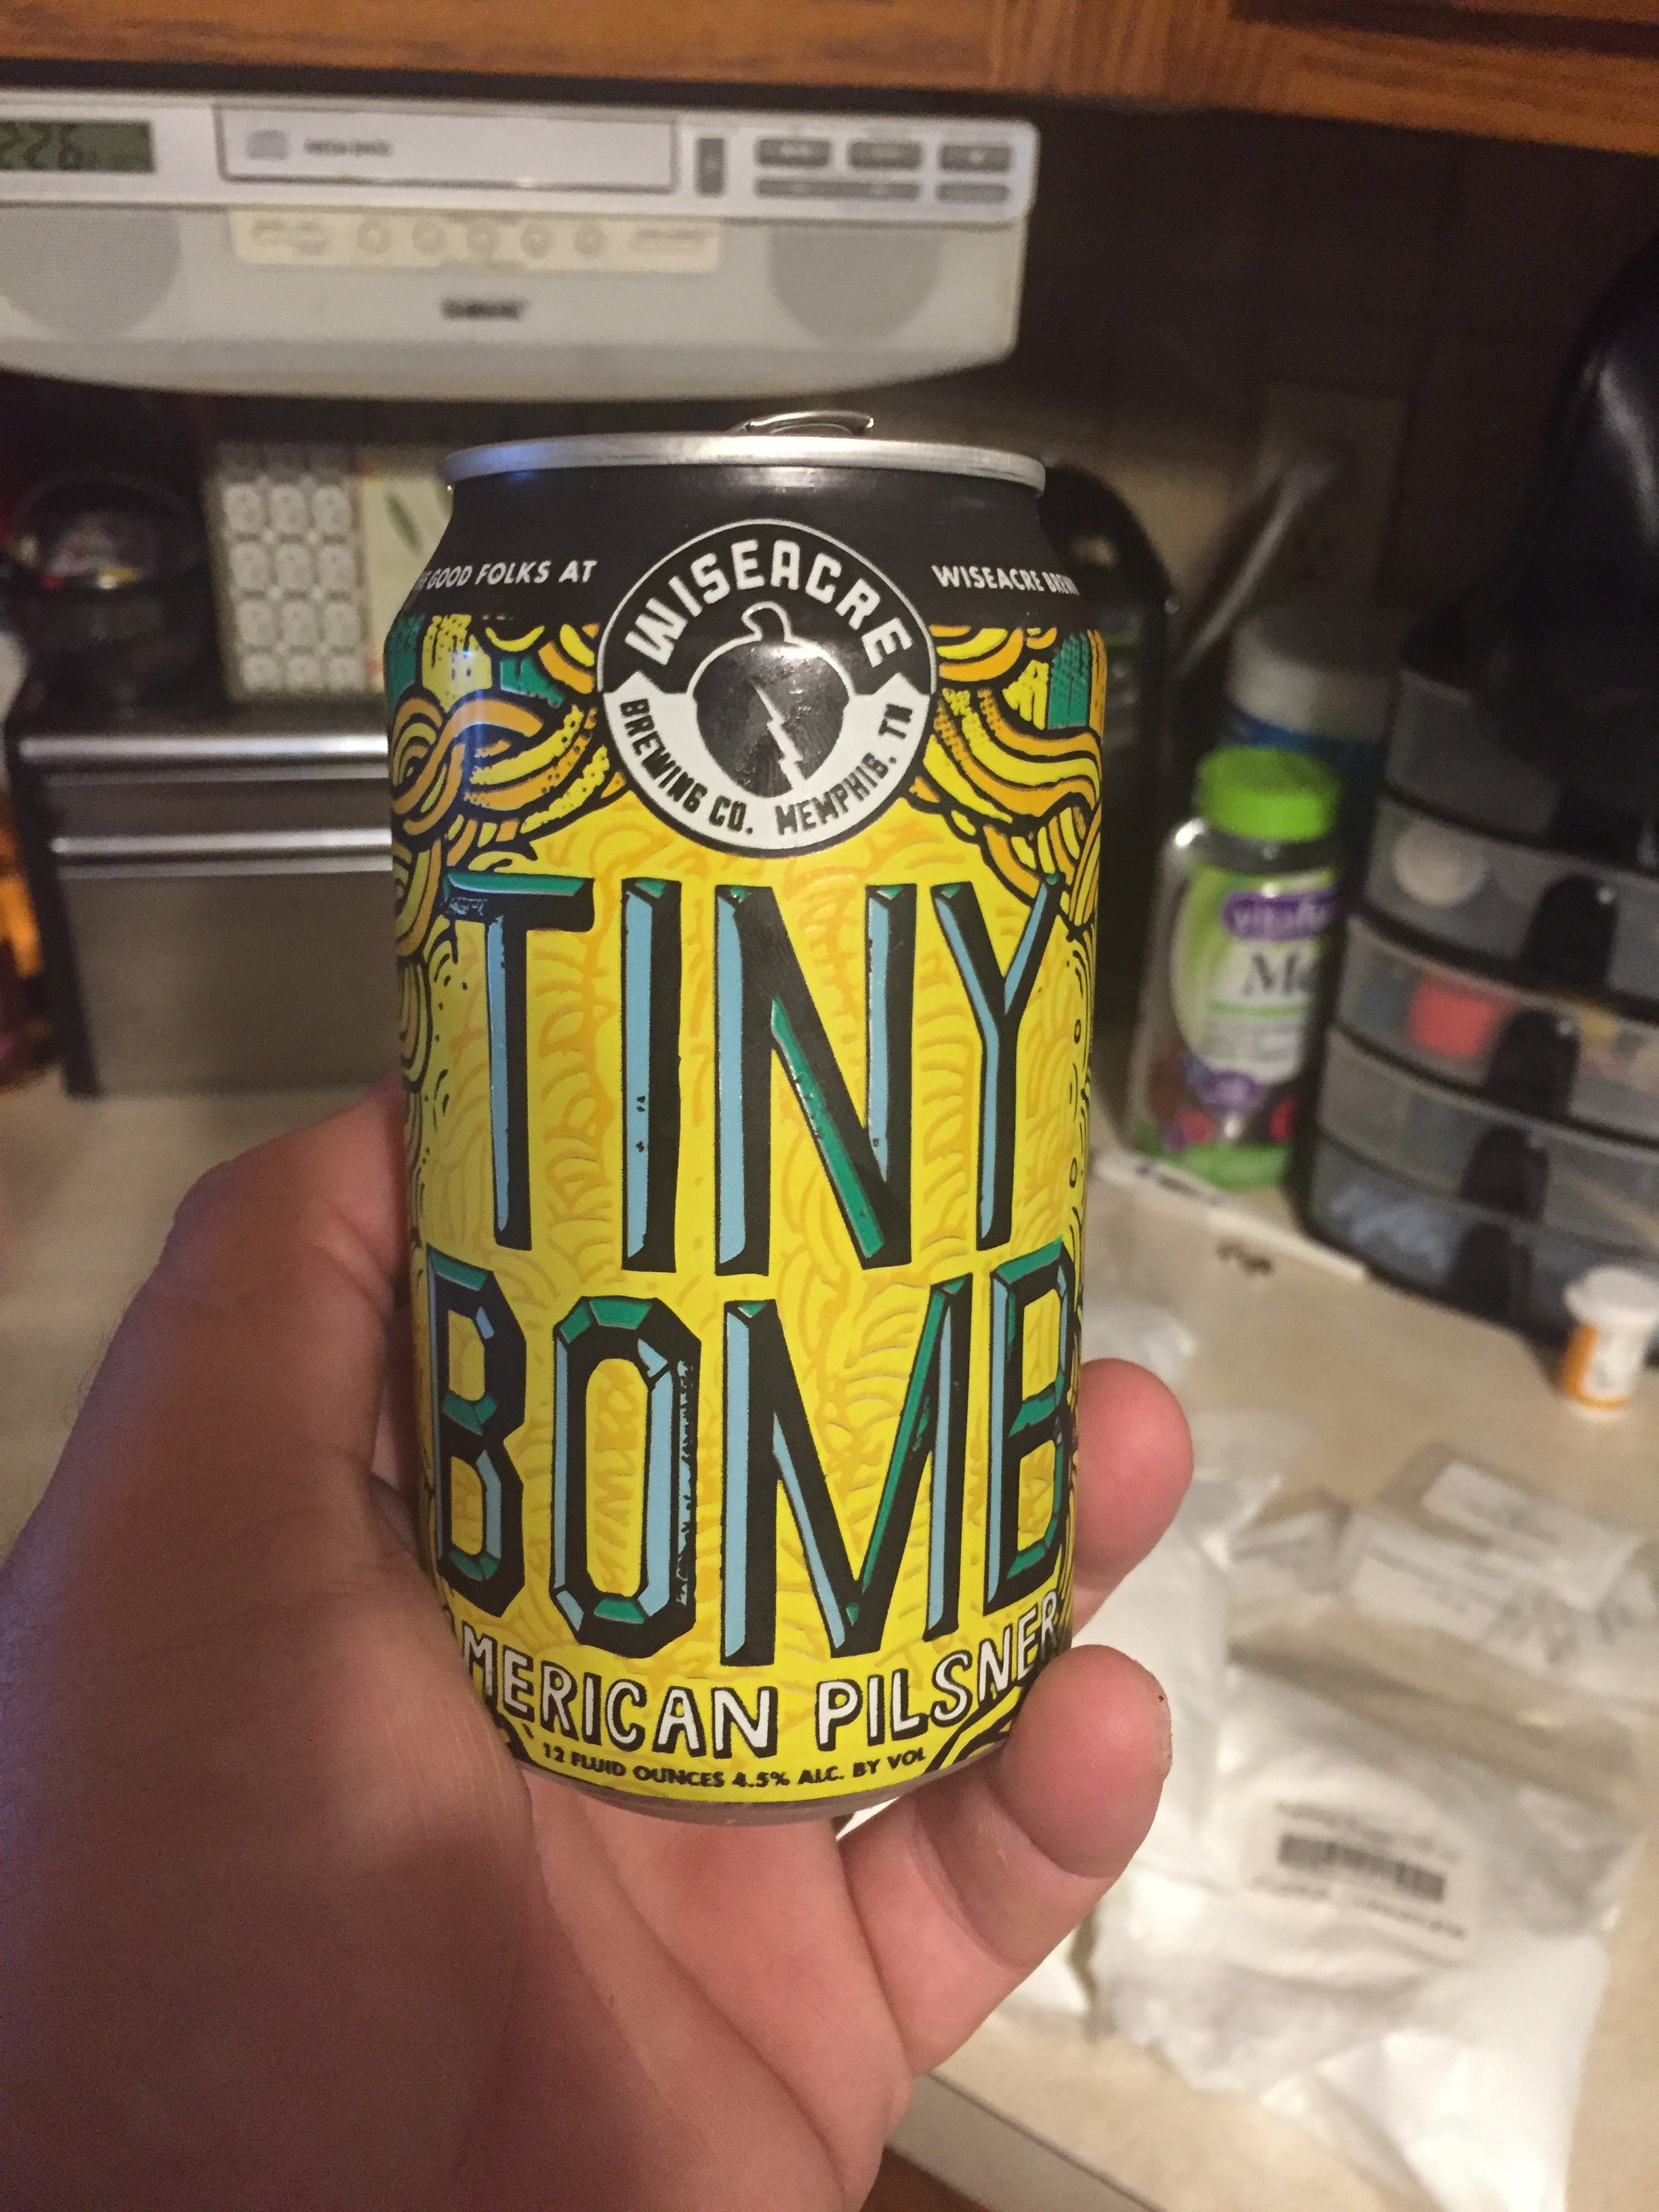 226
GOOD FOLKS AT
WISEACRE
WISEACRE
BREWING CO. MEMPHIS, TN
TINY
BOMB
MERICAN PILSNER
12 FLUID OUNCES 4.5% ALC. BY VOL